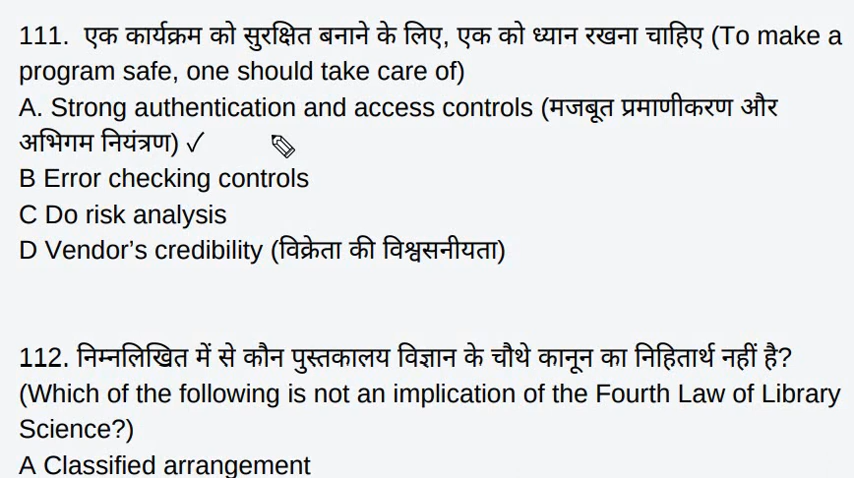 111.  एक कार्यक्रम को सुरक्षित बनाने के लिए, एक को ध्यान रखना चाहिए (To make a
program safe, one should take care of)
A. Strong authentication and access controls (मजबूत प्रमाणीकरण और
अभिगम नियंत्रण) ✓
B Error checking controls
C Do risk analysis
D Vendor’s credibility (विक्रेता की विश्वसनीयता)
112. निम्नलिखित में से कौन पुस्तकालय विज्ञान के चौथे कानून का निहितार्थ नहीं है?
(Which of the following is not an implication of the Fourth Law of Library
Science?)
A Classified arrangement